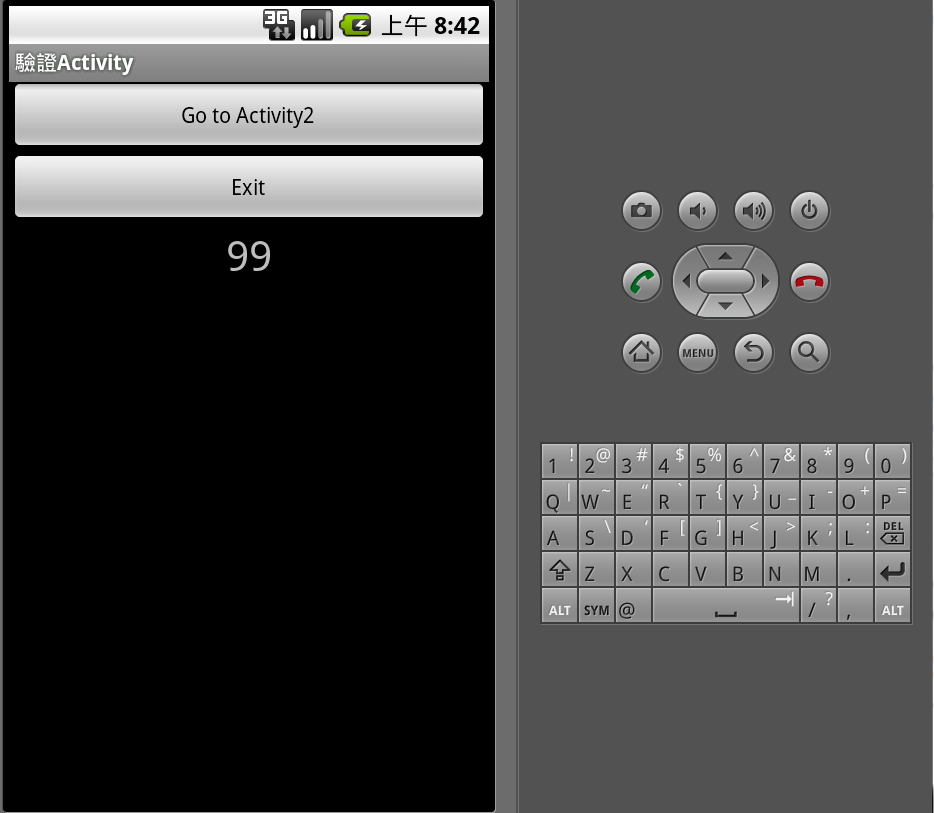 3G 上午 8:42
驗證Activity
Go to Activity2
Exit
99
MENU
1 ! 2 @ 3 # 4 $ 5 % 6 ^ 7 & 8 * 9 ( 0 )
Q | W ~ E “ R ` T { Y } U _ I - O + P =
A S \ D ‘ F [ G ] H < J > K ; L : DEL
Z X C V B N M .
ALT SYM @ / ? , ALT